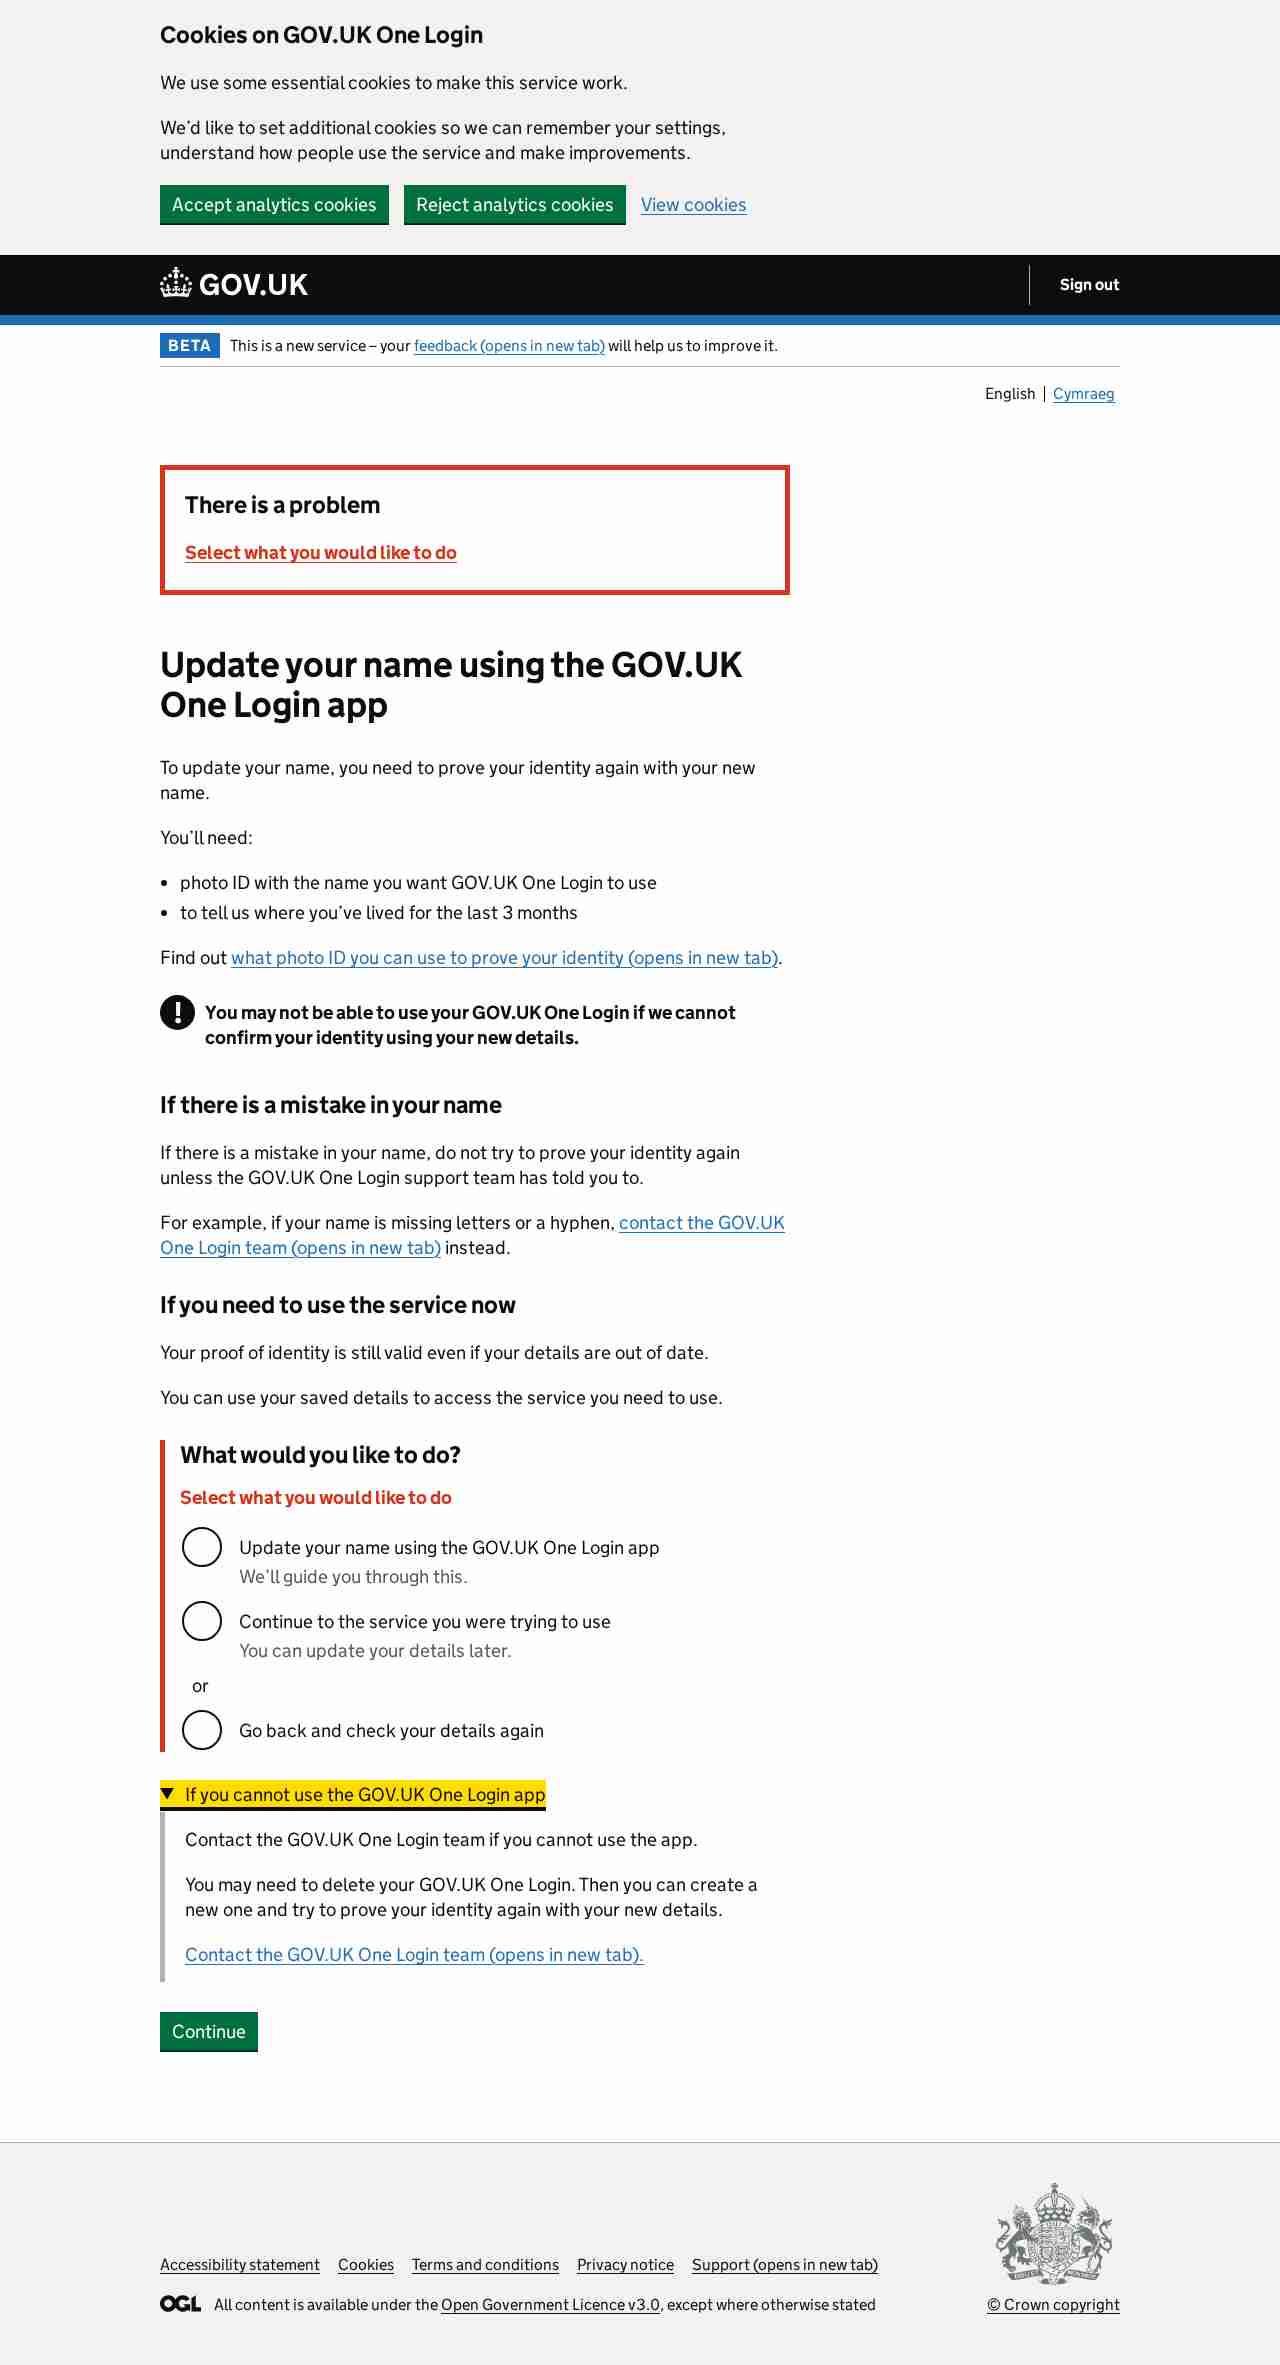 Cookies on GOV.UK One Login
We use some essential cookies to make this service work.
We’d like to set additional cookies so we can remember your settings,
understand how people use the service and make improvements.
Accept analytics cookies
Reject analytics cookies
View cookies
GOV.UK
Sign out
BETA
This is a new service – your feedback (opens in new tab) will help us to improve it.
English
Cymraeg
There is a problem
Select what you would like to do
Update your name using the GOV.UK
One Login app
To update your name, you need to prove your identity again with your new
name.
You’ll need:
• photo ID with the name you want GOV.UK One Login to use
• to tell us where you’ve lived for the last 3 months
Find out what photo ID you can use to prove your identity (opens in new tab).
! You may not be able to use your GOV.UK One Login if we cannot
confirm your identity using your new details.
If there is a mistake in your name
If there is a mistake in your name, do not try to prove your identity again
unless the GOV.UK One Login support team has told you to.
For example, if your name is missing letters or a hyphen, contact the GOV.UK
One Login team (opens in new tab) instead.
If you need to use the service now
Your proof of identity is still valid even if your details are out of date.
You can use your saved details to access the service you need to use.
What would you like to do?
Select what you would like to do
Update your name using the GOV.UK One Login app
We’ll guide you through this.
Continue to the service you were trying to use
You can update your details later.
or
Go back and check your details again
If you cannot use the GOV.UK One Login app
Contact the GOV.UK One Login team if you cannot use the app.
You may need to delete your GOV.UK One Login. Then you can create a
new one and try to prove your identity again with your new details.
Contact the GOV.UK One Login team (opens in new tab).
Continue
Accessibility statement
Cookies
Terms and conditions
Privacy notice
Support (opens in new tab)
OGL
All content is available under the Open Government Licence v3.0, except where otherwise stated
© Crown copyright